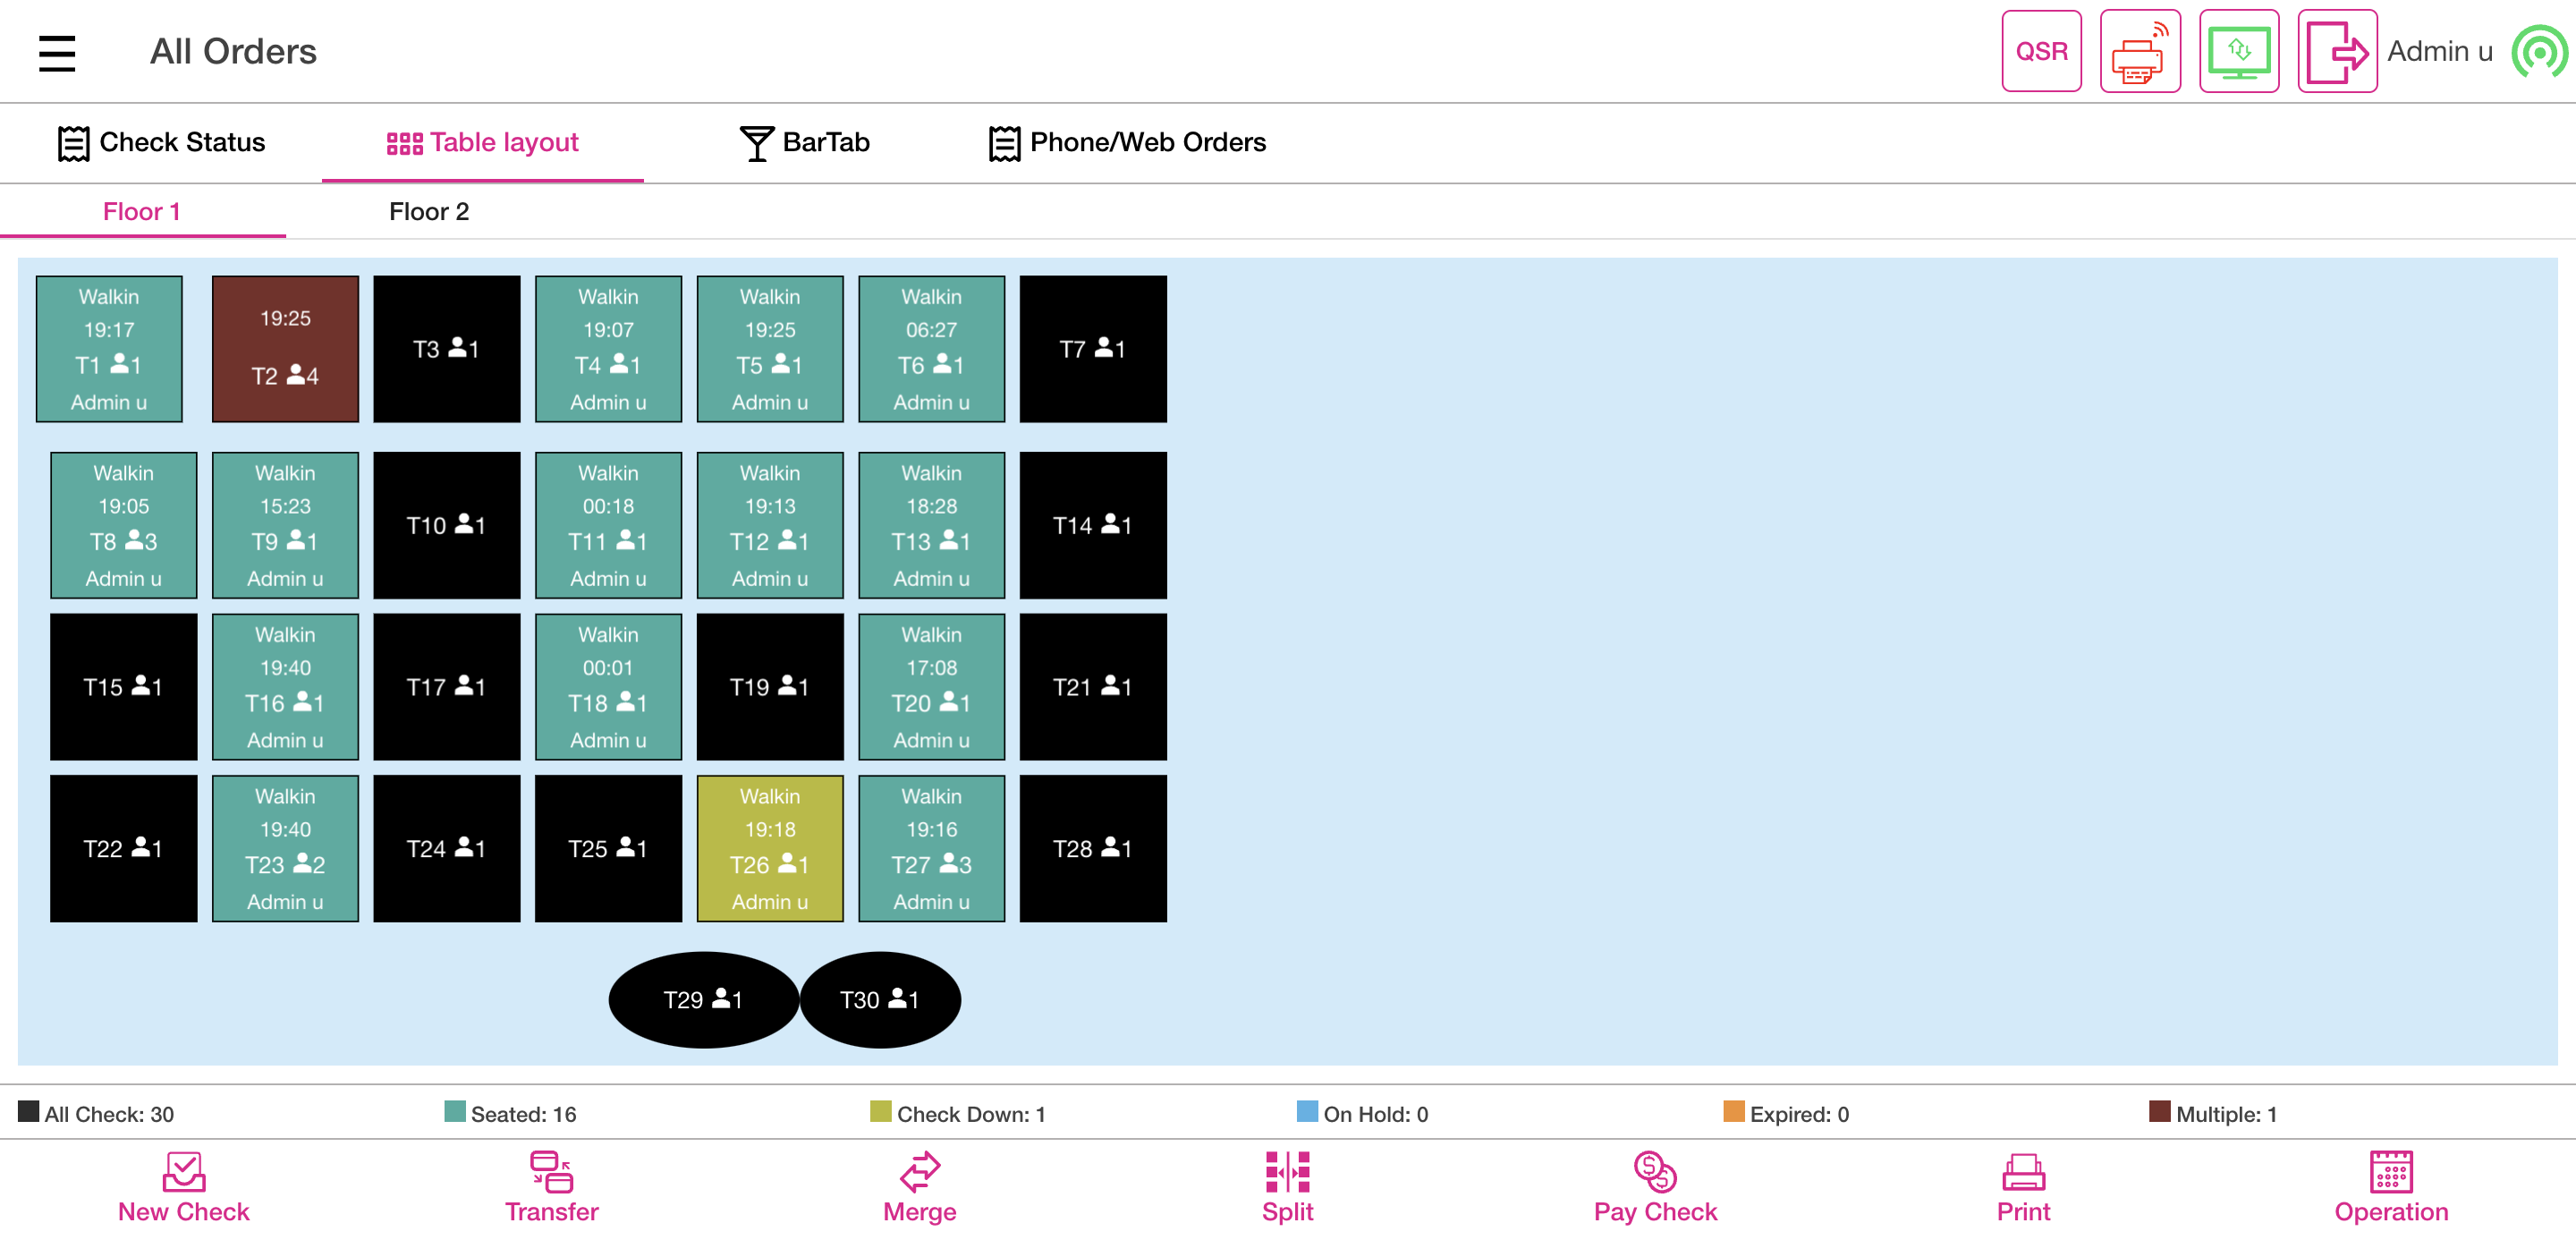 All Orders
QSR
Admin u
Check Status
Table layout
BarTab
Phone/Web Orders
Floor 1
Floor 2
Walkin
19:17
T1 1
Admin u
19:25
T2 4
T3 1
Walkin
19:07
T4 1
Admin u
Walkin
19:25
T5 1
Admin u
Walkin
06:27
T6 1
Admin u
T7 1
Walkin
19:05
T8 3
Admin u
Walkin
15:23
T9 1
Admin u
T10 1
Walkin
00:18
T11 1
Admin u
Walkin
19:13
T12 1
Admin u
Walkin
18:28
T13 1
Admin u
T14 1
T15 1
Walkin
19:40
T16 1
Admin u
T17 1
Walkin
00:01
T18 1
Admin u
T19 1
Walkin
17:08
T20 1
Admin u
T21 1
T22 1
Walkin
19:40
T23 2
Admin u
T24 1
T25 1
Walkin
19:18
T26 1
Admin u
Walkin
19:16
T27 3
Admin u
T28 1
T29 1
T30 1
All Check: 30
Seated: 16
Check Down: 1
On Hold: 0
Expired: 0
Multiple: 1
New Check
Transfer
Merge
Split
Pay Check
Print
Operation